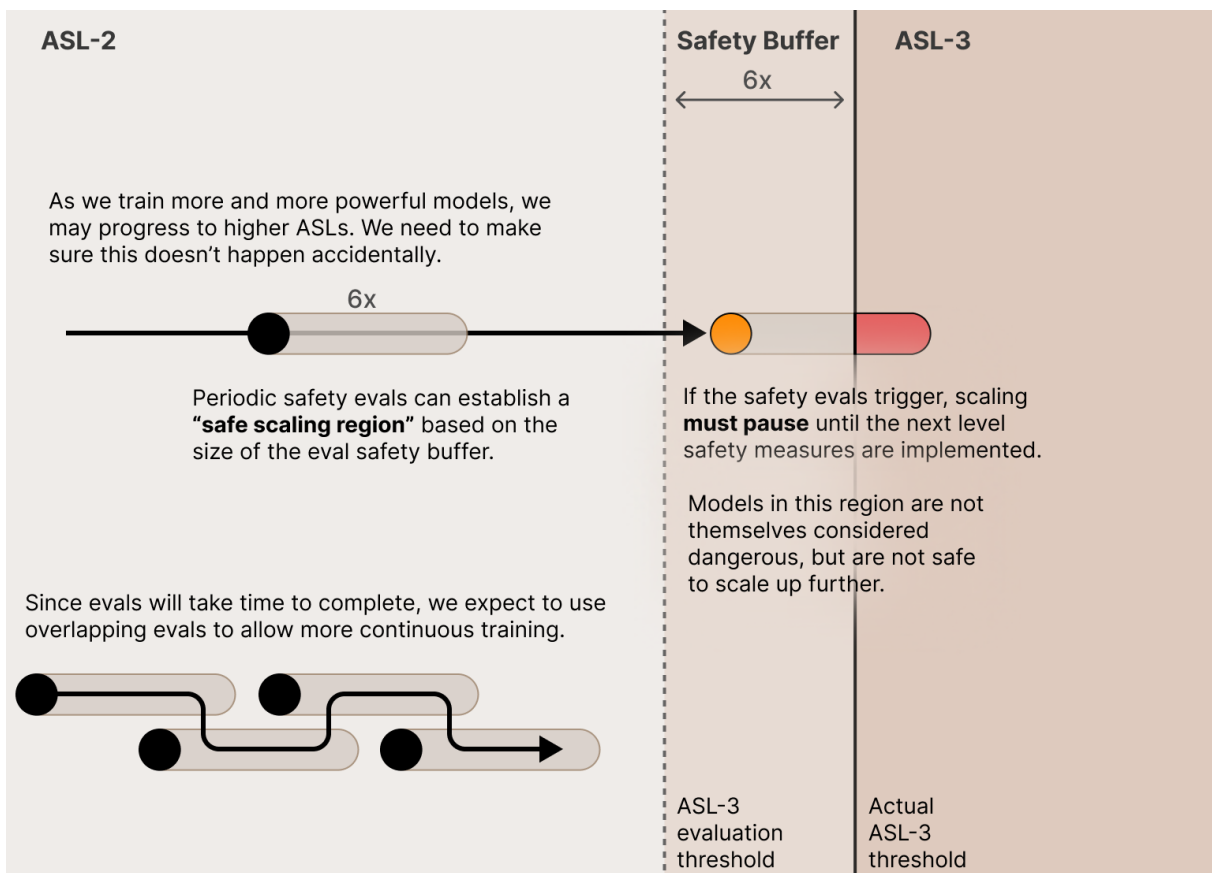 ASL-2
Safety Buffer
ASL-3
6x
As we train more and more powerful models, we
may progress to higher ASLs. We need to make
sure this doesn’t happen accidentally.
6x
Periodic safety evals can establish a
“safe scaling region” based on the
size of the eval safety buffer.
If the safety evals trigger, scaling
must pause until the next level
safety measures are implemented.
Models in this region are not
themselves considered
dangerous, but are not safe
to scale up further.
Since evals will take time to complete, we expect to use
overlapping evals to allow more continuous training.
ASL-3
evaluation
threshold
Actual
ASL-3
threshold